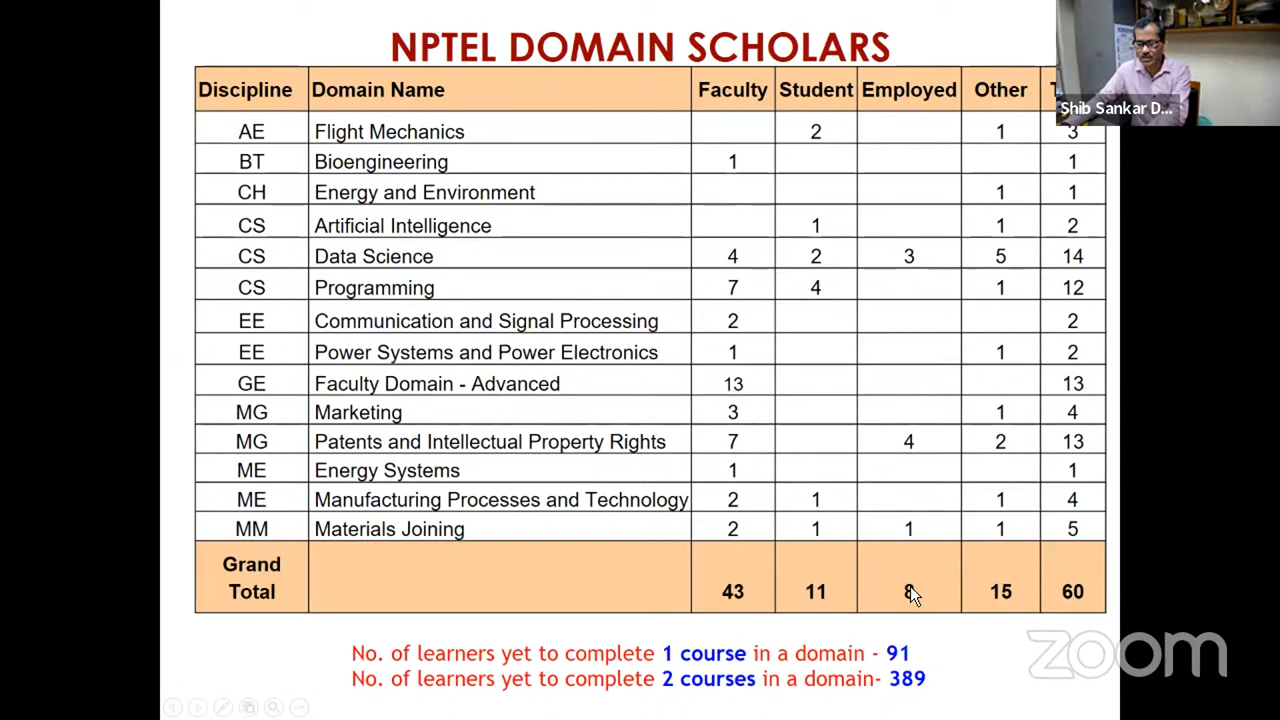 NPTEL DOMAIN SCHOLARS
Discipline Domain Name Faculty Student Employed Other
AE Flight Mechanics 2 1 3
BT Bioengineering 1 1
CH Energy and Environment 1 1
CS Artificial Intelligence 1 1 2
CS Data Science 4 2 3 5 14
CS Programming 7 4 1 12
EE Communication and Signal Processing 2 2
EE Power Systems and Power Electronics 1 1 2
GE Faculty Domain - Advanced 13 13
MG Marketing 3 1 4
MG Patents and Intellectual Property Rights 7 4 2 13
ME Energy Systems 1 1
ME Manufacturing Processes and Technology 2 1 1 4
MM Materials Joining 2 1 1 1 5
Grand
Total 43 11 8 15 60
No. of learners yet to complete 1 course in a domain - 91
No. of learners yet to complete 2 courses in a domain- 389
Shib Sankar D...
zoom